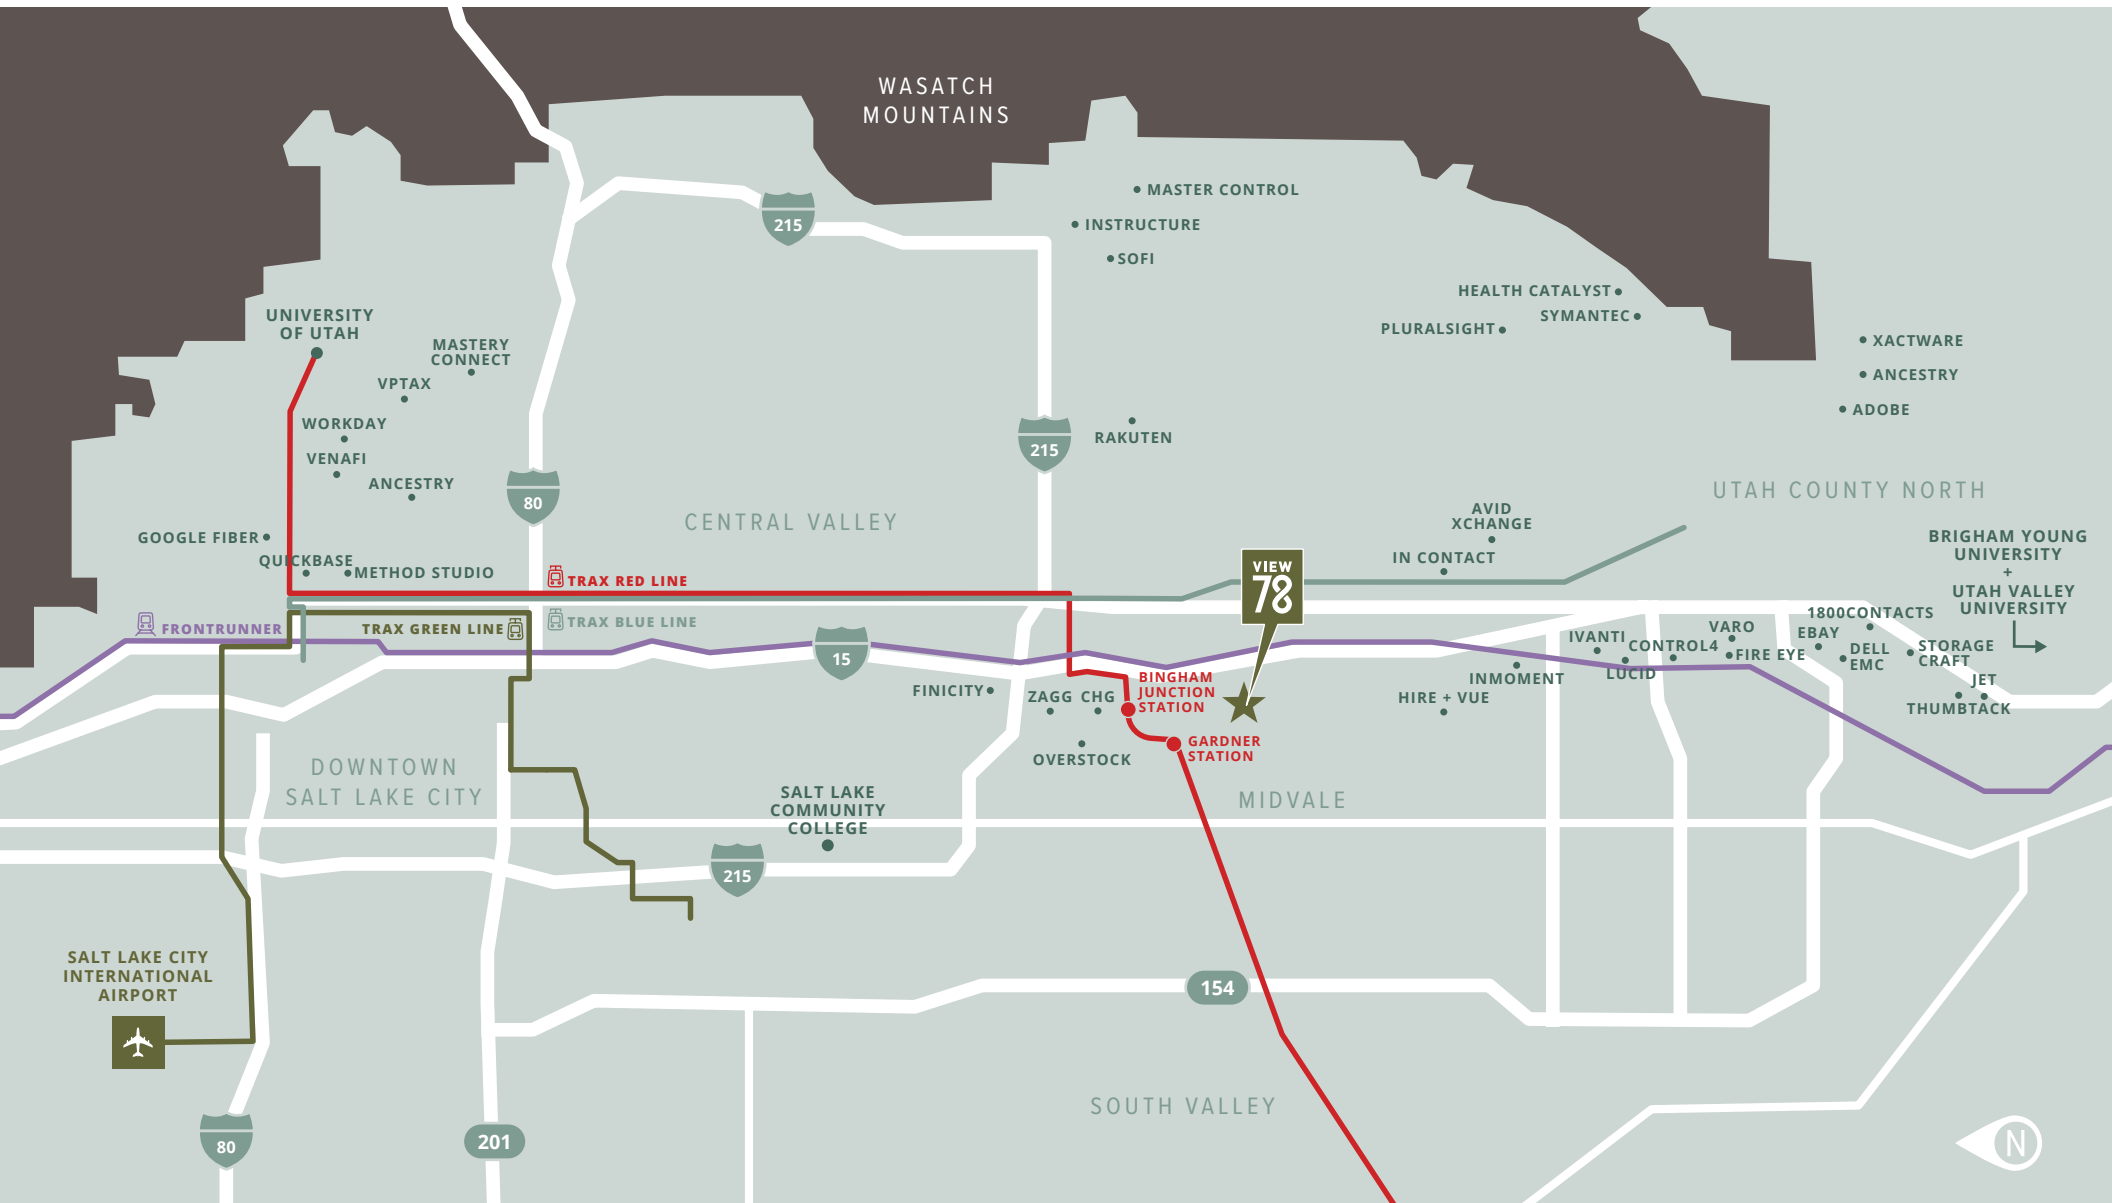 WASATCH
MOUNTAINS
MASTER CONTROL
INSTRUCTURE
SOFI
215
HEALTH CATALYST
SYMANTEC
PLURALSIGHT
UNIVERSITY
OF UTAH
MASTERY
CONNECT
VPTAX
WORKDAY
VENAFI
ANCESTRY
GOOGLE FIBER
QUICKBASE
METHOD STUDIO
80
215
RAKUTEN
XACTWARE
ANCESTRY
ADOBE
CENTRAL VALLEY
UTAH COUNTY NORTH
AVID
XCHANGE
IN CONTACT
BRIGHAM YOUNG
UNIVERSITY
+
UTAH VALLEY
UNIVERSITY
VIEW
78
TRAX RED LINE
TRAX BLUE LINE
TRAX GREEN LINE
FRONTRUNNER
15
1800CONTACTS
VARO
EBAY
IVANTI
CONTROL4
FIRE EYE
DELL
EMC
STORAGE
CRAFT
LUCID
INMOMENT
JET
THUMBTACK
HIRE + VUE
FINICITY
ZAGG
CHG
BINGHAM
JUNCTION
STATION
GARDNER
STATION
OVERSTOCK
DOWNTOWN
SALT LAKE CITY
SALT LAKE
COMMUNITY
COLLEGE
MIDVALE
215
SALT LAKE CITY
INTERNATIONAL
AIRPORT
154
SOUTH VALLEY
80
201
N